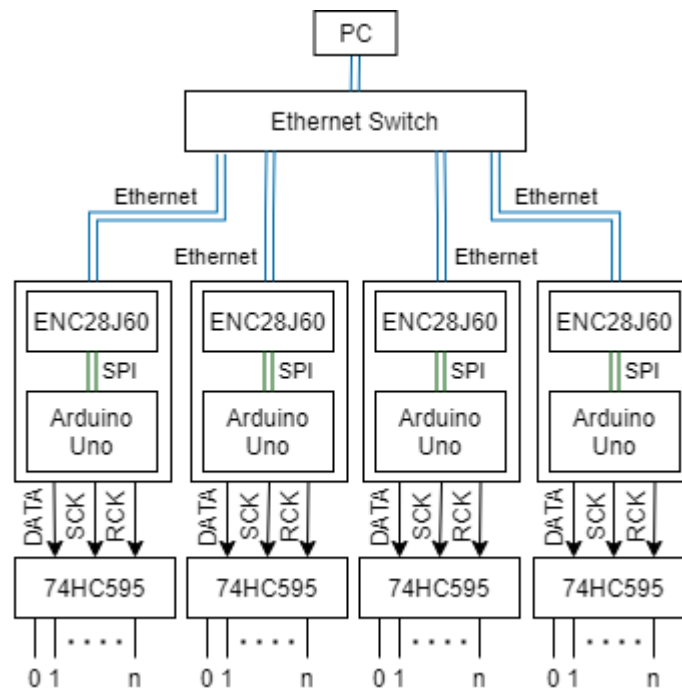 PC
Ethernet Switch
Ethernet
Ethernet
Ethernet
Ethernet
ENC28J60
ENC28J60
ENC28J60
ENC28J60
SPI
SPI
SPI
SPI
Arduino
Uno
Arduino
Uno
Arduino
Uno
Arduino
Uno
DATA
SCK
RCK
DATA
SCK
RCK
DATA
SCK
RCK
DATA
SCK
RCK
74HC595
74HC595
74HC595
74HC595
0 1 . . . . n
0 1 . . . . n
0 1 . . . . n
0 1 . . . . n